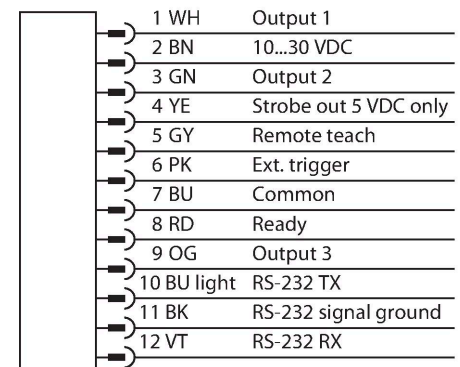 1 WH Output 1
2 BN 10...30 VDC
3 GN Output 2
4 YE Strobe out 5 VDC only
5 GY Remote teach
6 PK Ext. trigger
7 BU Common
8 RD Ready
9 OG Output 3
10 BU light RS-232 TX
11 BK RS-232 signal ground
12 VT RS-232 RX